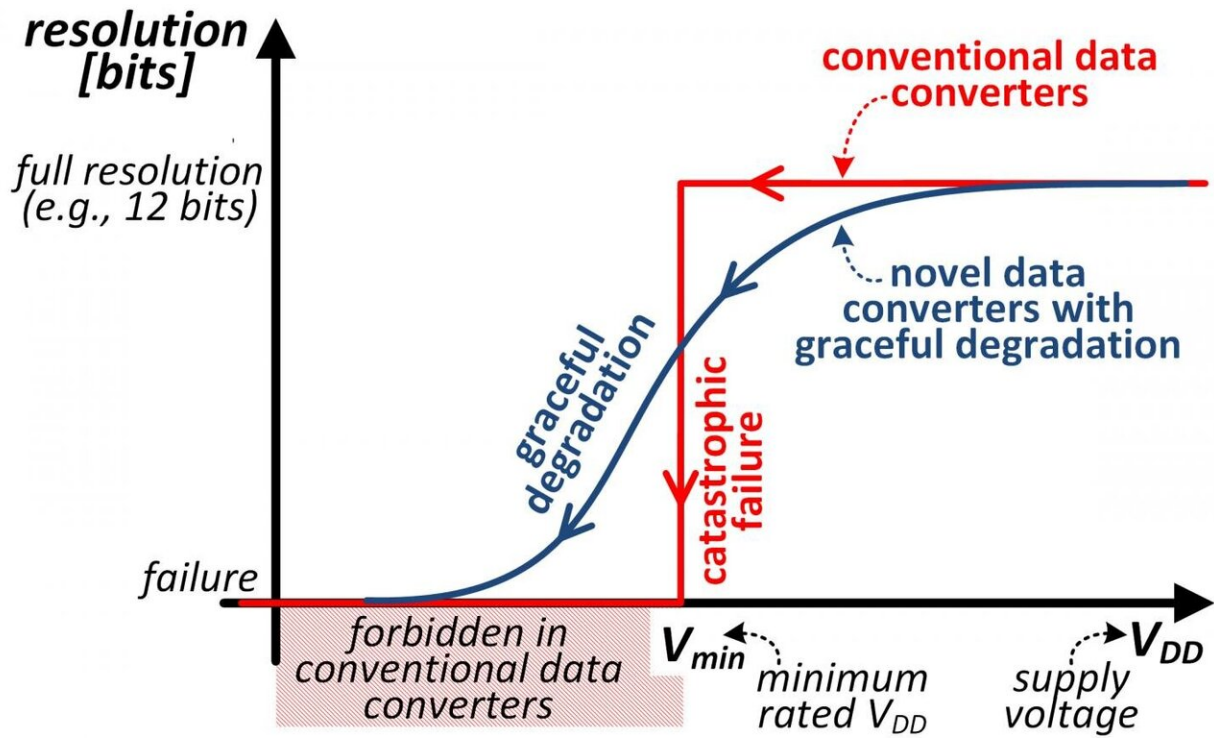 resolution
[bits]
conventional data
converters
full resolution
(e.g., 12 bits)
novel data
converters with
graceful degradation
graceful
degradation
catastrophic
failure
failure
forbidden in
conventional data
converters
Vmin
minimum
rated VDD
supply
voltage
VDD